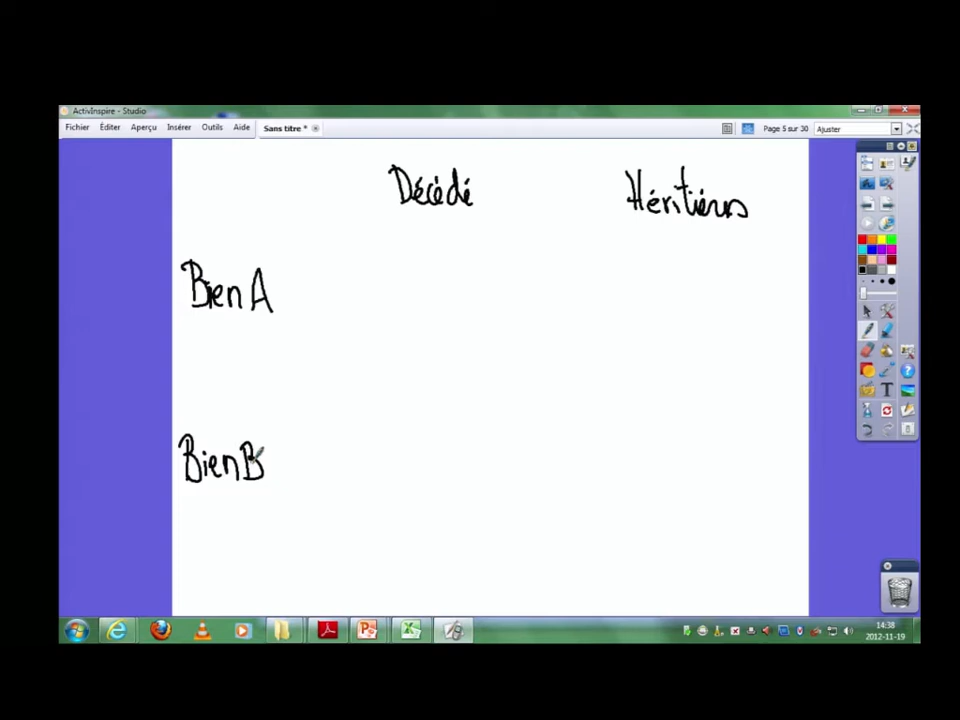 ActivInspire - Studio
Fichier Éditer Aperçu Insérer Outils Aide Sans titre * Page 5 sur 30 Ajuster
Décédé Héritiers
Bien A
Bien B
14:38
2012-11-19